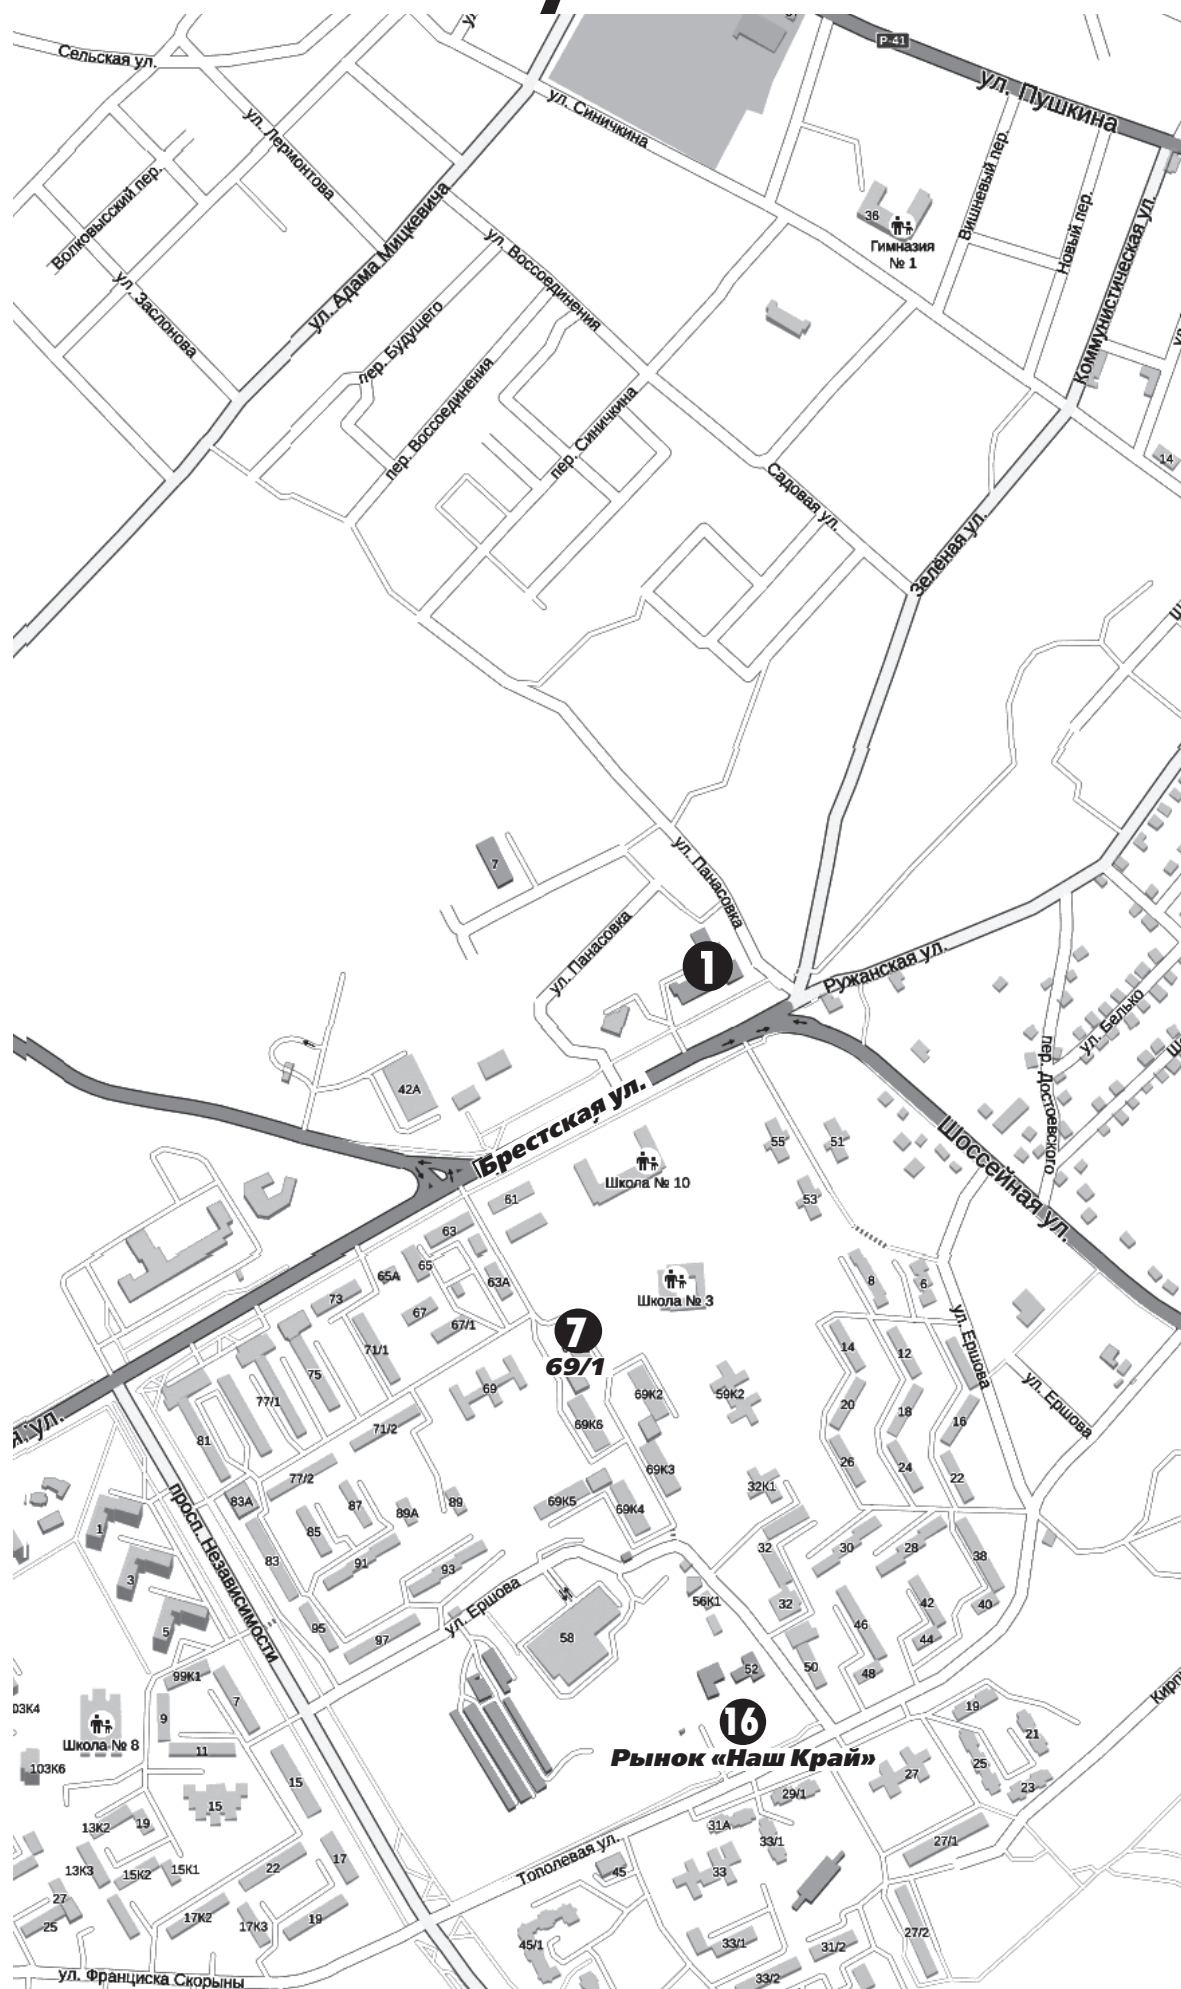 Сельская ул.
ул. Лермонтова
Волковысский пер.
ул. Заслонова
ул. Адама Мицкевича
ул. Синичкина
Р-41
ул. Пушкина
36
Гимназия
№ 1
Вишневый пер.
Новый пер.
Коммунистическая ул.
14
ул. Воссоединения
пер. Будущего
пер. Воссоединения
пер. Синичкина
Садовая ул.
Зелёная ул.
7
ул. Панасовка
ул. Панасовка
1
Ружанская ул.
ул. Белько
пер. Достоевского
42А
Брестская ул.
Шоссейная ул.
Школа № 10
55
51
53
61
63
65
65А
63А
67
67/1
73
Школа № 3
8
6
7
69/1
ул. Ершова
ул. Ершова
71/1
75
77/1
81
69
69К2
59К2
14
12
20
18
16
69К6
71/2
26
24
22
69К3
32К1
77/2
83А
87
89А
89
85
69К5
69К4
я. ул.
просп. Независимости
1
3
5
83
91
93
95
97
ул. Ершова
58
56К1
32
30
28
38
32
46
42
40
44
50
48
52
99К1
7
9
11
03К4
Школа № 8
103К6
16
Рынок «Наш Край»
19
21
25
23
27
29/1
Кирп
15
15
13К2
19
31А
33/1
27/1
13К3
15К2
15К1
22
17
Тополевая ул.
45
33
27
25
17К2
17К3
19
45/1
33/1
31/2
33/2
27/2
ул. Франциска Скорыны